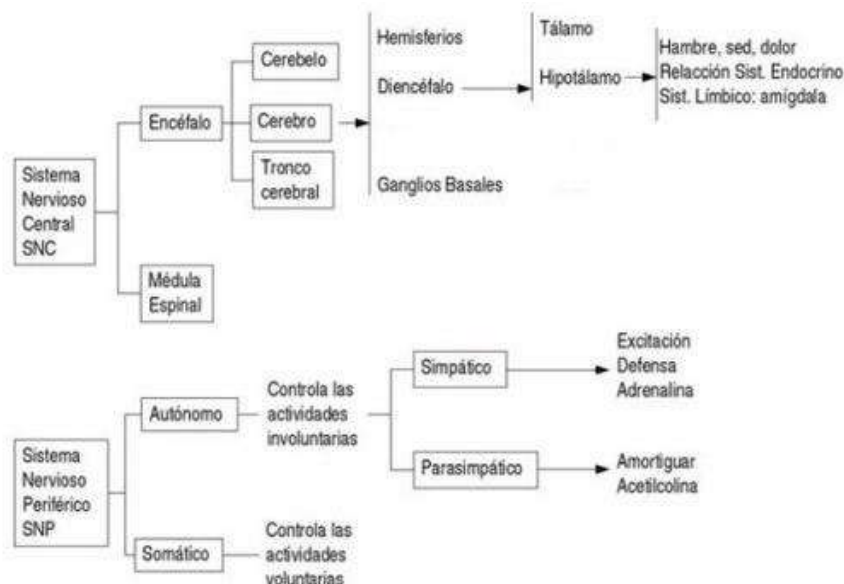 Sistema
Nervioso
Central
SNC
Encéfalo
Médula
Espinal
Cerebelo
Cerebro
Tronco
cerebral
Hemisferios
Diencéfalo
Ganglios Basales
Tálamo
Hipotálamo
Hambre, sed, dolor
Relacción Sist. Endocrino
Sist. Límbico: amígdala
Sistema
Nervioso
Periférico
SNP
Autónomo
Controla las
actividades
involuntarias
Simpático
Excitación
Defensa
Adrenalina
Parasimpático
Amortiguar
Acetilcolina
Somático
Controla las
actividades
voluntarias